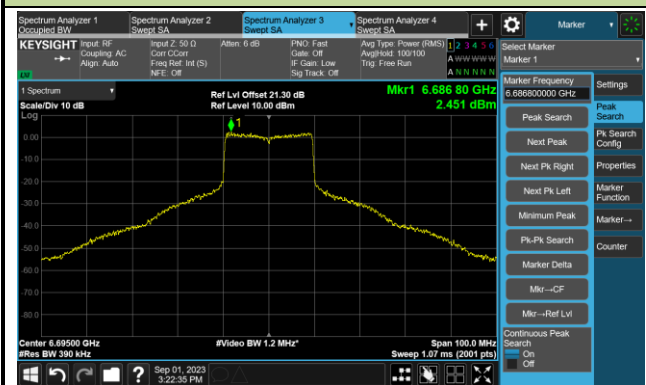 Spectrum Analyzer 1
Occupied BW
Spectrum Analyzer 2
Swept SA
Spectrum Analyzer 3
Swept SA
Spectrum Analyzer 4
Swept SA
+
Marker
KEYSIGHT
Input: RF
Coupling: AC
Align: Auto
Input Z: 50 Ω
Corr CCorr
Freq Ref: Int (S)
NFE: Off
Atten: 6 dB
PNO: Fast
Gate: Off
IF Gain: Low
Sig Track: Off
Avg Type: Power (RMS)
Avg|Hold: 100/100
Trig: Free Run
1 2 3 4 5 6
A W W W W W
A N N N N N
LXI
Select Marker
Marker 1
1 Spectrum
Scale/Div 10 dB
Log
Ref Lvl Offset 21.30 dB
Ref Level 10.00 dBm
Mkr1 6.686 80 GHz
2.451 dBm
1
0.00
-10.0
-20.0
-30.0
-40.0
-50.0
-60.0
-70.0
-80.0
Center 6.69500 GHz
#Res BW 390 kHz
#Video BW 1.2 MHz*
Span 100.0 MHz
Sweep 1.07 ms (2001 pts)
Marker Frequency
6.686800000 GHz
Peak Search
Next Peak
Next Pk Right
Next Pk Left
Minimum Peak
Pk-Pk Search
Marker Delta
Mkr→CF
Mkr→Ref Lvl
Continuous Peak
Search
On
Off
Settings
Peak
Search
Pk Search
Config
Properties
Marker
Function
Marker→
Counter
?
Sep 01, 2023
3:22:35 PM